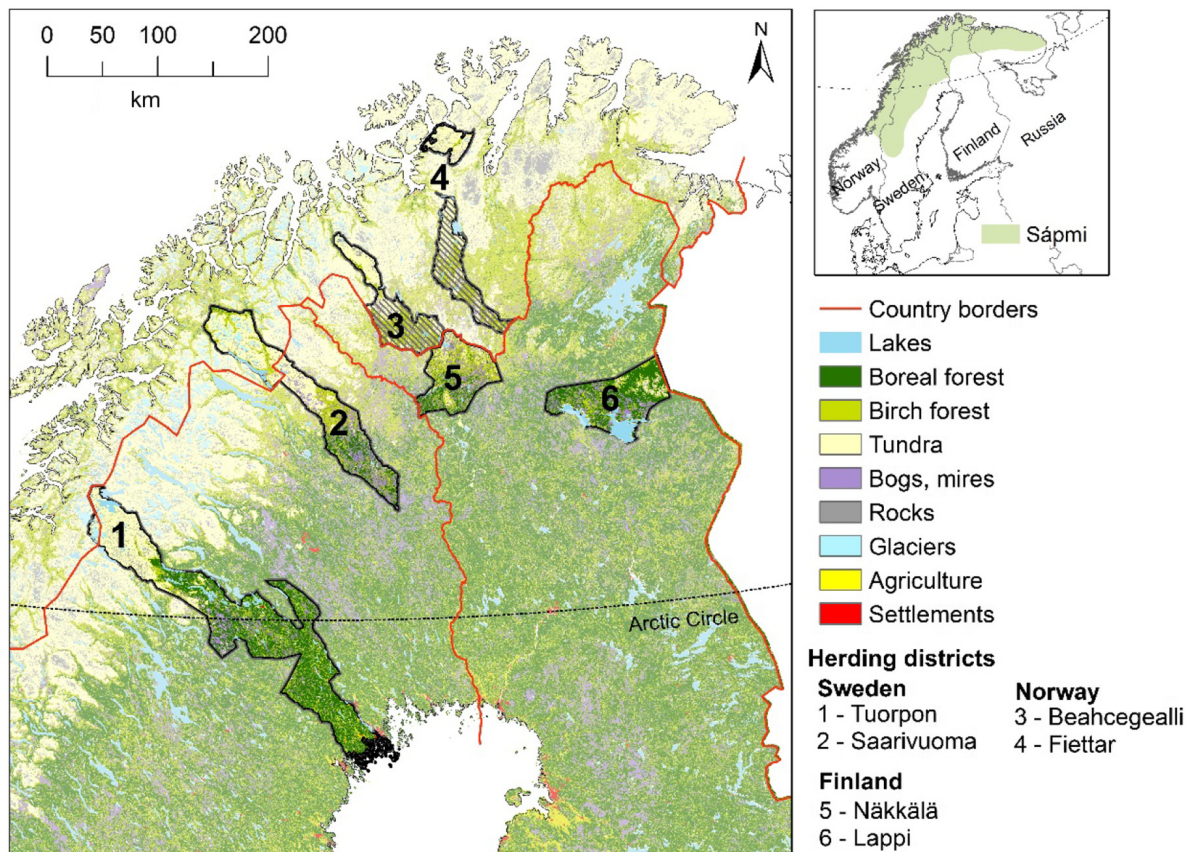 0 50 100 200
km
N
4
3
5
6
2
1
Arctic Circle
Norway
Sweden
Finland
Russia
Sápmi
Country borders
Lakes
Boreal forest
Birch forest
Tundra
Bogs, mires
Rocks
Glaciers
Agriculture
Settlements
Herding districts
Sweden
1 - Tuorpon
2 - Saarivuoma
Norway
3 - Beahcegealli
4 - Fiettar
Finland
5 - Näkkälä
6 - Lappi